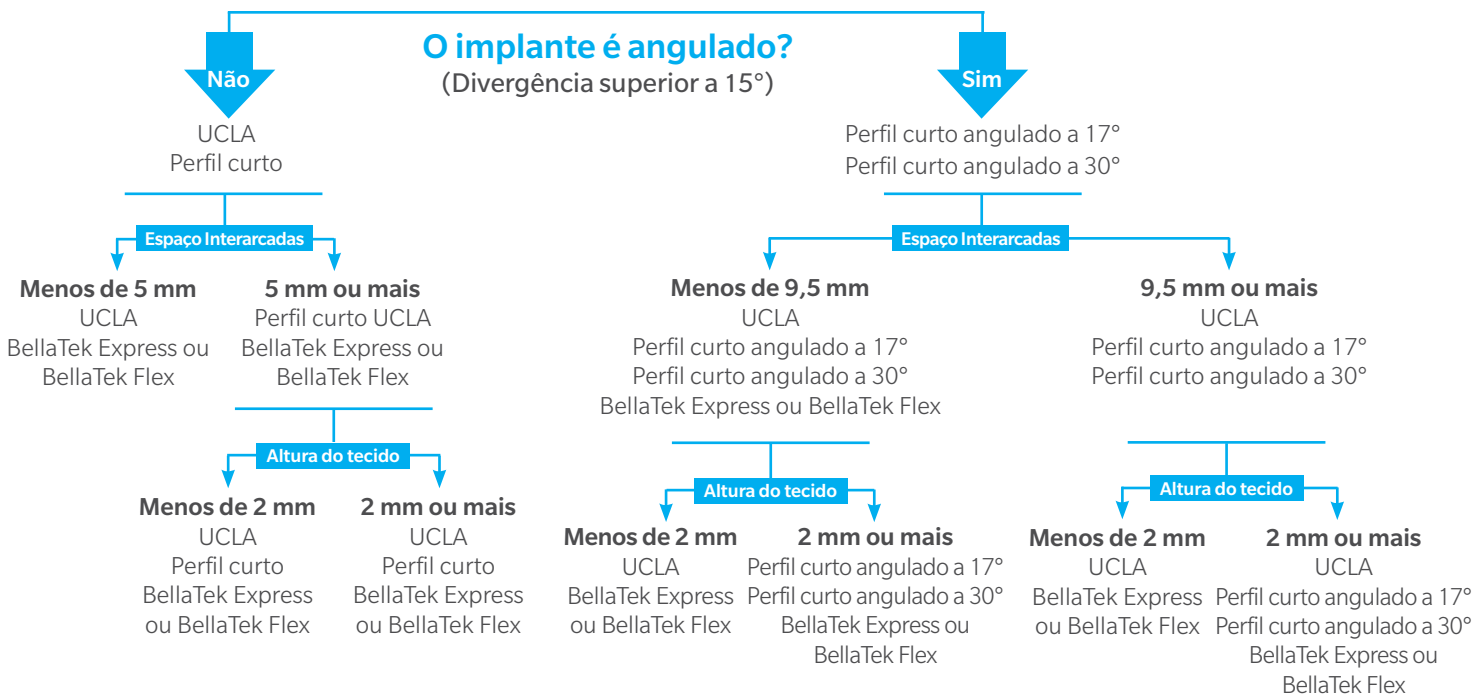 O implante é angulado?
(Divergência superior a 15°)
Não
UCLA
Perfil curto
Sim
Perfil curto angulado a 17°
Perfil curto angulado a 30°
Espaço Interarcadas
Menos de 5 mm
UCLA
BellaTek Express ou
BellaTek Flex
5 mm ou mais
Perfil curto UCLA
BellaTek Express ou
BellaTek Flex
Altura do tecido
Menos de 2 mm
UCLA
Perfil curto
BellaTek Express
ou BellaTek Flex
2 mm ou mais
UCLA
Perfil curto
BellaTek Express
ou BellaTek Flex
Espaço Interarcadas
Menos de 9,5 mm
UCLA
Perfil curto angulado a 17°
Perfil curto angulado a 30°
BellaTek Express ou BellaTek Flex
Altura do tecido
Menos de 2 mm
UCLA
BellaTek Express
ou BellaTek Flex
2 mm ou mais
Perfil curto angulado a 17°
Perfil curto angulado a 30°
BellaTek Express ou
BellaTek Flex
9,5 mm ou mais
UCLA
Perfil curto angulado a 17°
Perfil curto angulado a 30°
Altura do tecido
Menos de 2 mm
UCLA
BellaTek Express
ou BellaTek Flex
2 mm ou mais
UCLA
Perfil curto angulado a 17°
Perfil curto angulado a 30°
BellaTek Express ou
BellaTek Flex